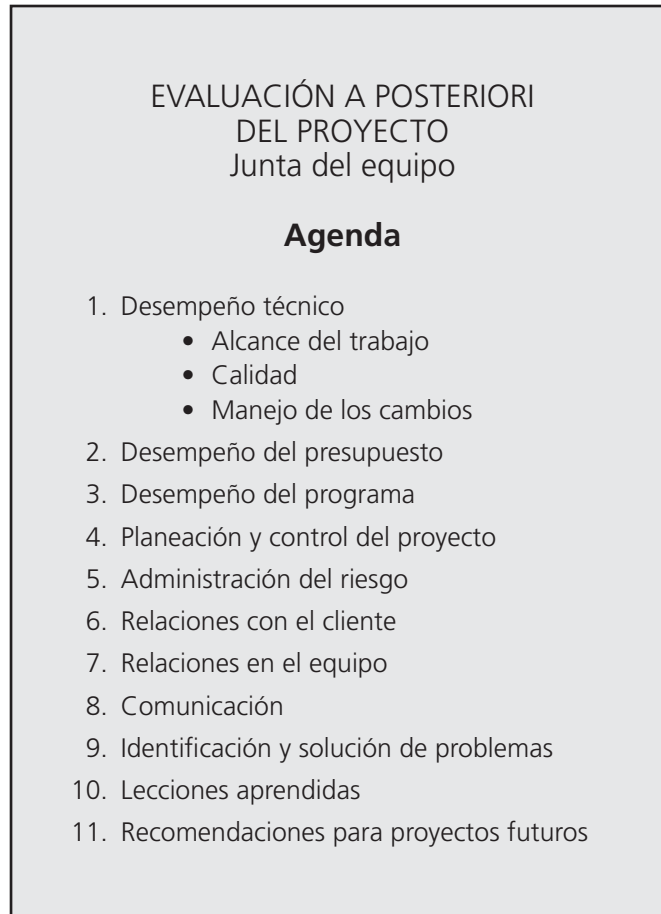 EVALUACIÓN A POSTERIORI
DEL PROYECTO
Junta del equipo
Agenda
1. Desempeño técnico
• Alcance del trabajo
• Calidad
• Manejo de los cambios
2. Desempeño del presupuesto
3. Desempeño del programa
4. Planeación y control del proyecto
5. Administración del riesgo
6. Relaciones con el cliente
7. Relaciones en el equipo
8. Comunicación
9. Identificación y solución de problemas
10. Lecciones aprendidas
11. Recomendaciones para proyectos futuros